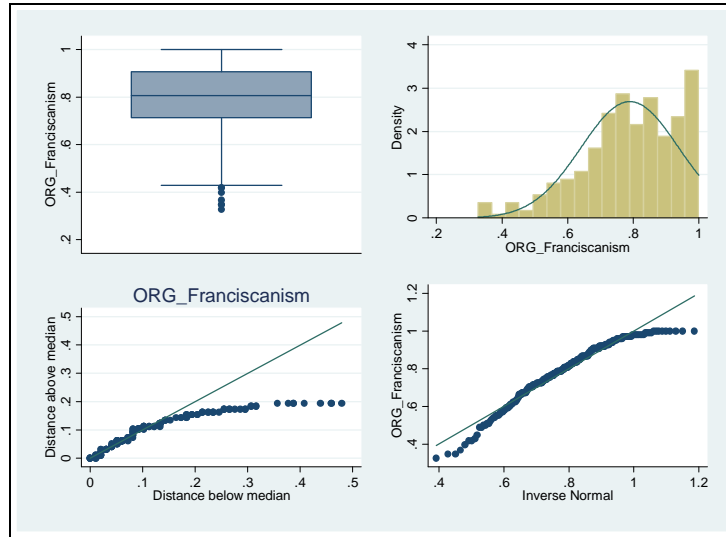 ORG_Franciscanism
.2 .4 .6 .8 1
Density
0 1 2 3 4
.2 .4 .6 .8 1
ORG_Franciscanism
ORG_Franciscanism
Distance above median
0 .1 .2 .3 .4 .5
0 .1 .2 .3 .4 .5
Distance below median
ORG_Franciscanism
.4 .6 .8 1 1.2
.4 .6 .8 1 1.2
Inverse Normal